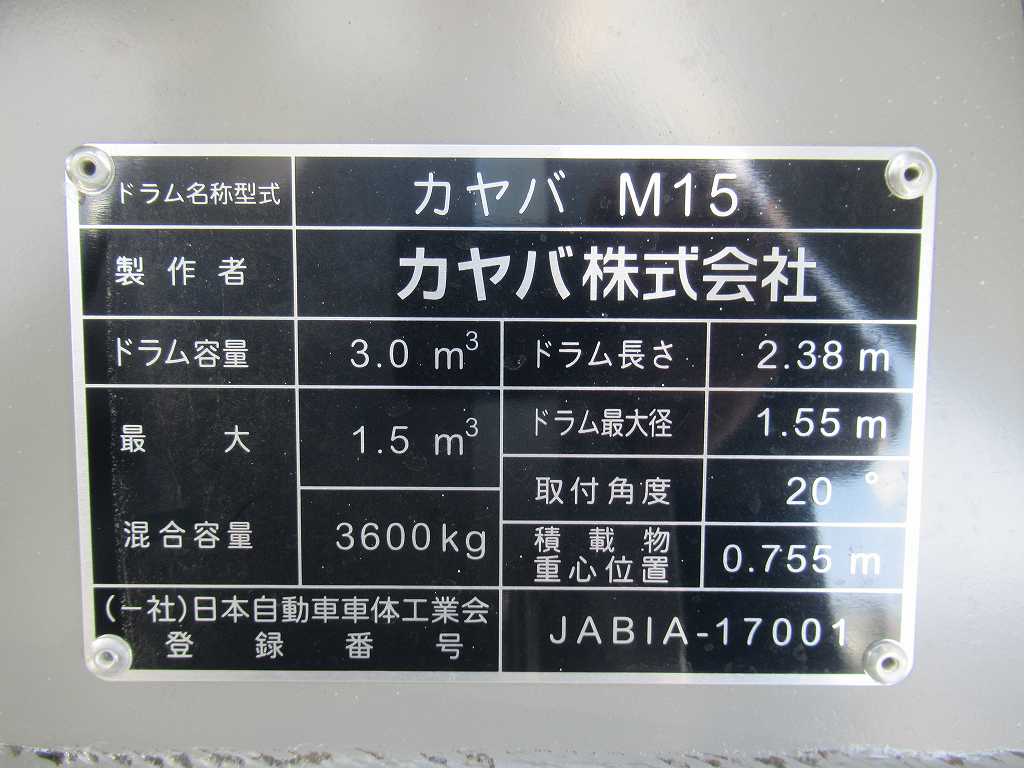 ドラム名称型式 カヤバ M15
製作者 カヤバ株式会社
ドラム容量 3.0 m³ ドラム長さ 2.38 m
最大 1.5 m³ ドラム最大径 1.55 m
取付角度 20°
混合容量 3600kg 積載物
重心位置 0.755 m
(一社)日本自動車車体工業会
登録番号 JABIA-17001